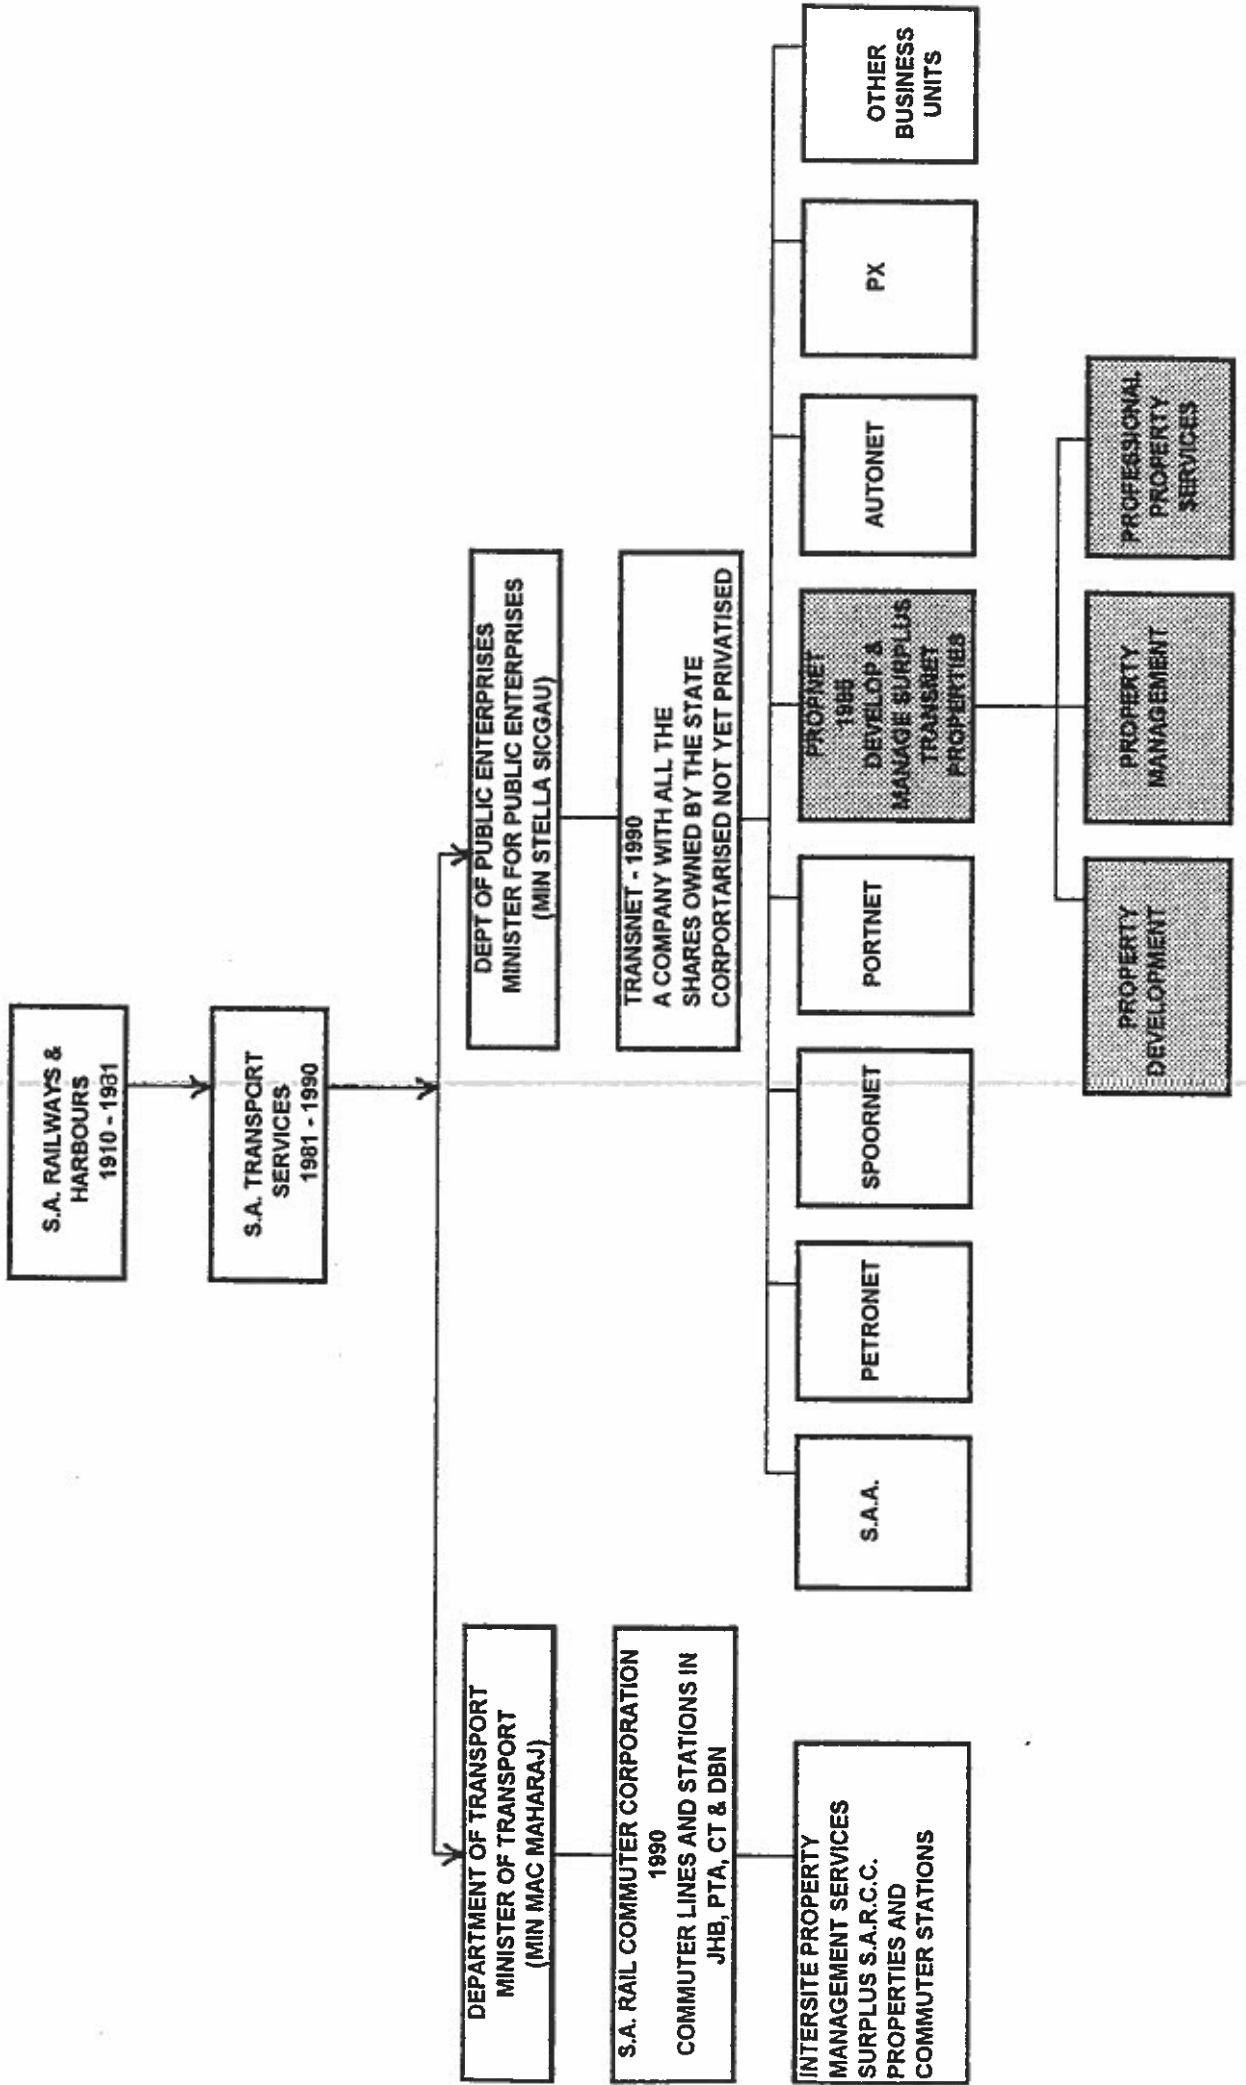 S.A. RAILWAYS &
HARBOURS
1910 - 1981
S.A. TRANSPORT
SERVICES
1981 - 1990
DEPARTMENT OF TRANSPORT
MINISTER OF TRANSPORT
(MIN MAC MAHARAJ)
DEPT OF PUBLIC ENTERPRISES
MINISTER FOR PUBLIC ENTERPRISES
(MIN STELLA SICGAU)
S.A. RAIL COMMUTER CORPORATION
1990
COMMUTER LINES AND STATIONS IN
JHB, PTA, CT & DBN
TRANSNET - 1990
A COMPANY WITH ALL THE
SHARES OWNED BY THE STATE
CORPORTARISED NOT YET PRIVATISED
INTERSITE PROPERTY
MANAGEMENT SERVICES
SURPLUS S.A.R.C.C.
PROPERTIES AND
COMMUTER STATIONS
S.A.A.
PETRONET
SPOORNET
PORTNET
PROPNET
DEVELOP &
MANAGE SURPLUS
TRANSNET
PROPERTIES
AUTONET
PX
OTHER
BUSINESS
UNITS
PROPERTY
DEVELOPMENT
PROPERTY
MANAGEMENT
PROFESSIONAL
PROPERTY
SERVICES